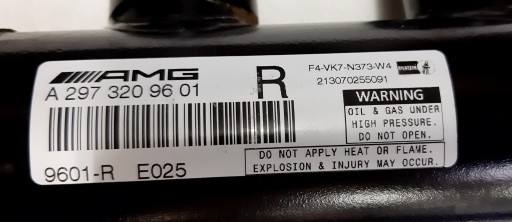 AMG
A 297 320 96 01
R
F4-VK7-N373-W4
213070255091
WARNING
OIL & GAS UNDER
HIGH PRESSURE.
DO NOT OPEN.
9601-R E025
DO NOT APPLY HEAT OR FLAME.
EXPLOSION & INJURY MAY OCCUR.